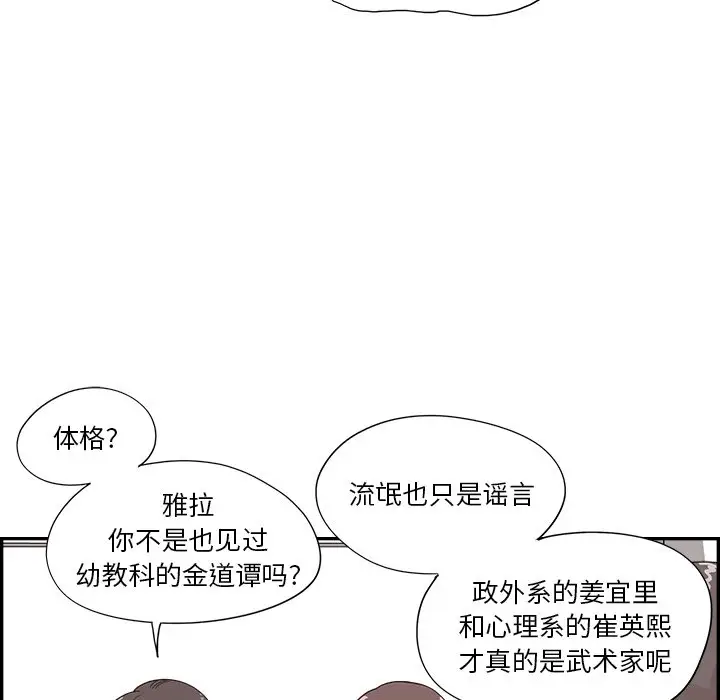 体格?
雅拉
你不是也见过
幼教科的金道谭吗?
流氓也只是谣言
政外系的姜宜里
和心理系的崔英熙
才真的是武术家呢